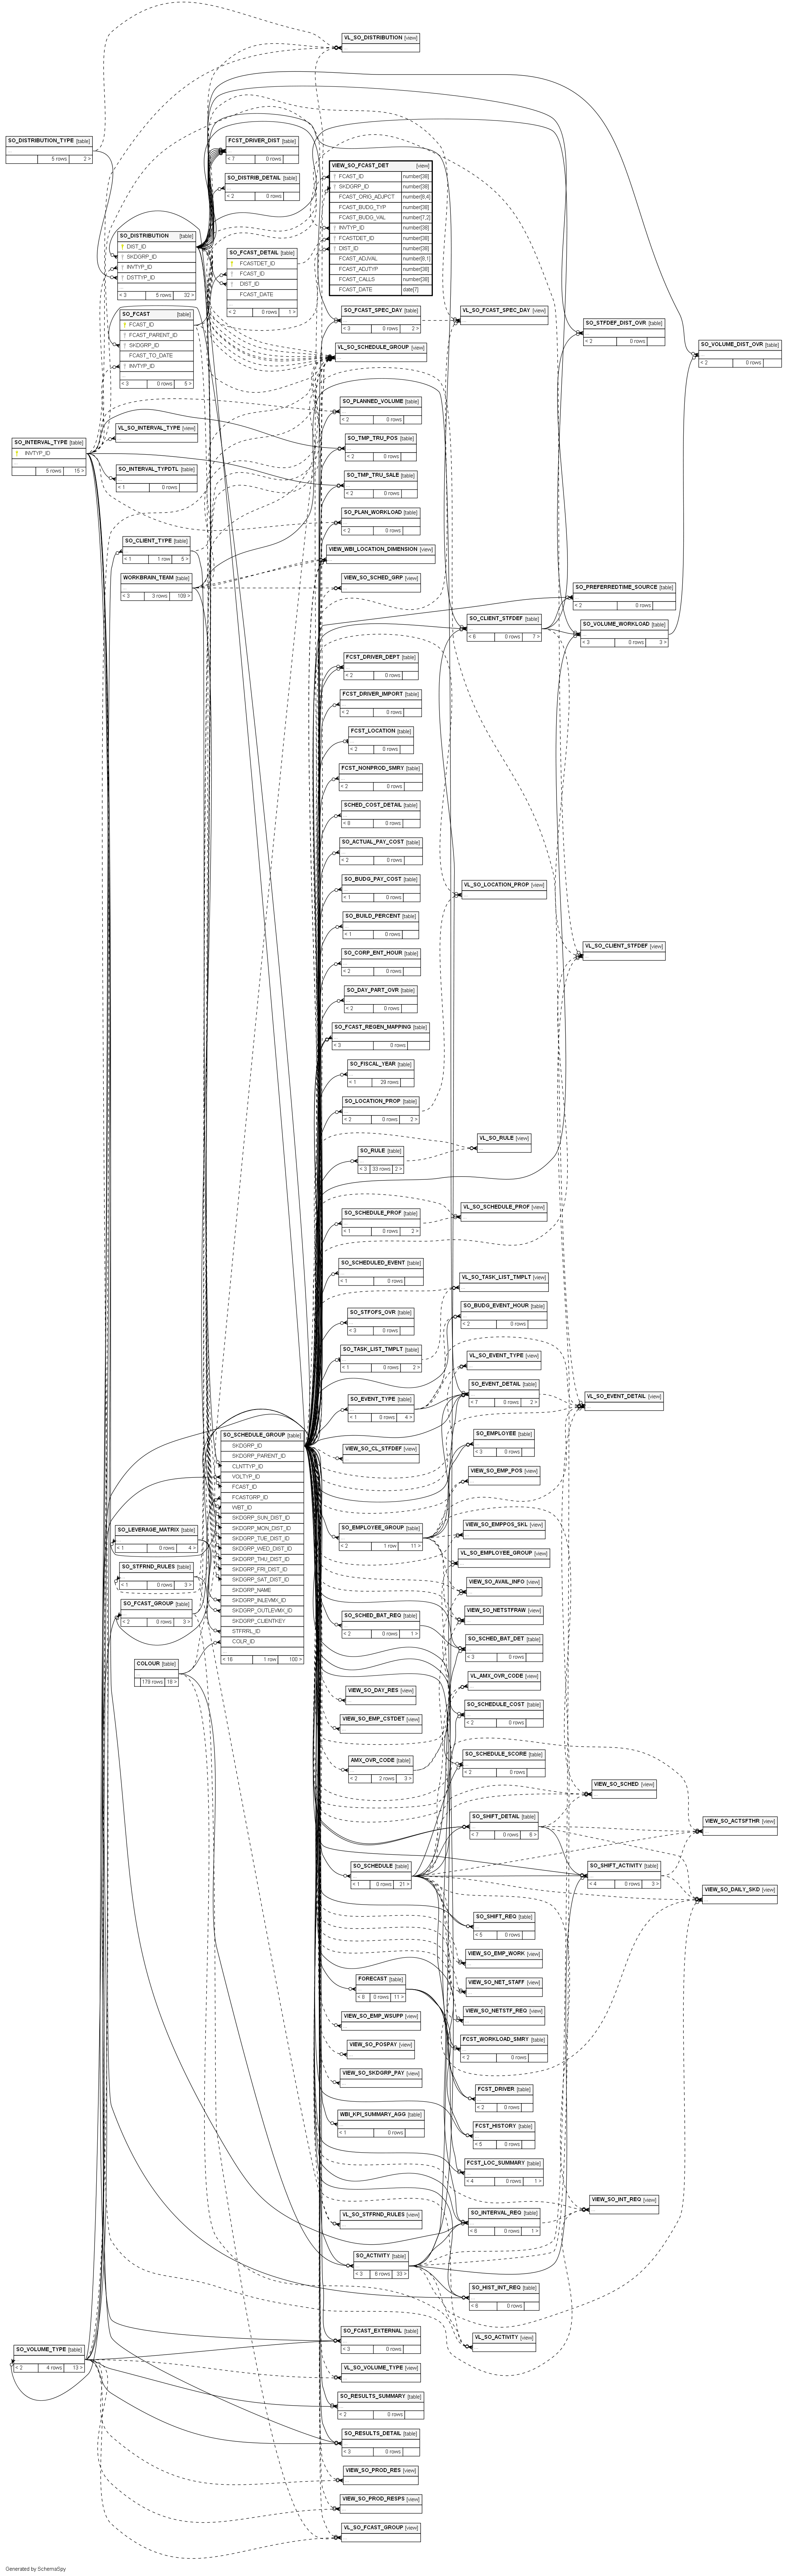 VL_SO_DISTRIBUTION [view]
...
SO_DISTRIBUTION_TYPE [table]
...
5 rows 2 >
FCST_DRIVER_DIST [table]
...
< 7 0 rows
SO_DISTRIB_DETAIL [table]
...
< 2 0 rows
VIEW_SO_FCAST_DET [view]
FCAST_ID number[38]
SKDGRP_ID number[38]
FCAST_ORIG_ADJPCT number[8,4]
FCAST_BUDG_TYP number[38]
FCAST_BUDG_VAL number[7,2]
INVTYP_ID number[38]
FCASTDET_ID number[38]
DIST_ID number[38]
FCAST_ADJVAL number[8,1]
FCAST_ADJTYP number[38]
FCAST_CALLS number[38]
FCAST_DATE date[7]
SO_DISTRIBUTION [table]
DIST_ID
SKDGRP_ID
INVTYP_ID
DSTTYP_ID
...
< 3 5 rows 32 >
SO_FCAST_DETAIL [table]
FCASTDET_ID
FCAST_ID
DIST_ID
FCAST_DATE
...
< 2 0 rows 1 >
SO_FCAST [table]
FCAST_ID
FCAST_PARENT_ID
SKDGRP_ID
FCAST_TO_DATE
INVTYP_ID
...
< 3 0 rows 5 >
SO_FCAST_SPEC_DAY [table]
< 3 0 rows 2 >
VL_SO_FCAST_SPEC_DAY [view]
SO_STFDEF_DIST_OVR [table]
< 2 0 rows
SO_VOLUME_DIST_OVR [table]
< 2 0 rows
VL_SO_SCHEDULE_GROUP [view]
SO_PLANNED_VOLUME [table]
< 2 0 rows
VL_SO_INTERVAL_TYPE [view]
SO_INTERVAL_TYPE [table]
INVTYP_ID
...
5 rows 15 >
SO_TMP_TRU_POS [table]
< 2 0 rows
SO_INTERVAL_TYPDTL [table]
< 1 0 rows
SO_TMP_TRU_SALE [table]
< 2 0 rows
SO_PLAN_WORKLOAD [table]
< 2 0 rows
SO_CLIENT_TYPE [table]
< 1 1 row 5 >
VIEW_WBI_LOCATION_DIMENSION [view]
WORKBRAIN_TEAM [table]
< 3 3 rows 109 >
VIEW_SO_SCHED_GRP [view]
SO_PREFERREDTIME_SOURCE [table]
< 2 0 rows
SO_CLIENT_STFDEF [table]
< 6 0 rows 7 >
SO_VOLUME_WORKLOAD [table]
< 3 0 rows 3 >
FCST_DRIVER_DEPT [table]
< 2 0 rows
FCST_DRIVER_IMPORT [table]
< 2 0 rows
FCST_LOCATION [table]
< 2 0 rows
FCST_NONPROD_SMRY [table]
< 2 0 rows
SCHED_COST_DETAIL [table]
< 8 0 rows
SO_ACTUAL_PAY_COST [table]
< 2 0 rows
SO_BUDG_PAY_COST [table]
< 1 0 rows
VL_SO_LOCATION_PROP [view]
SO_BUILD_PERCENT [table]
< 1 0 rows
VL_SO_CLIENT_STFDEF [view]
SO_CORP_ENT_HOUR [table]
< 2 0 rows
SO_DAY_PART_OVR [table]
< 2 0 rows
SO_FCAST_REGEN_MAPPING [table]
< 3 0 rows
SO_FISCAL_YEAR [table]
< 1 29 rows
SO_LOCATION_PROP [table]
< 2 0 rows 2 >
VL_SO_RULE [view]
SO_RULE [table]
< 3 33 rows 2 >
SO_SCHEDULE_PROF [table]
< 1 0 rows 2 >
VL_SO_SCHEDULE_PROF [view]
SO_SCHEDULED_EVENT [table]
< 1 0 rows
VL_SO_TASK_LIST_TMPLT [view]
SO_STFOFS_OVR [table]
< 3 0 rows
SO_BUDG_EVENT_HOUR [table]
< 2 0 rows
SO_TASK_LIST_TMPLT [table]
< 1 0 rows 2 >
VL_SO_EVENT_TYPE [view]
SO_EVENT_DETAIL [table]
< 7 0 rows 2 >
VL_SO_EVENT_DETAIL [view]
SO_EVENT_TYPE [table]
< 1 0 rows 4 >
SO_SCHEDULE_GROUP [table]
SKDGRP_ID
SKDGRP_PARENT_ID
CLNTTYP_ID
VOLTYP_ID
FCAST_ID
FCASTGRP_ID
WBT_ID
SKDGRP_SUN_DIST_ID
SKDGRP_MON_DIST_ID
SKDGRP_TUE_DIST_ID
SKDGRP_WED_DIST_ID
SKDGRP_THU_DIST_ID
SKDGRP_FRI_DIST_ID
SKDGRP_SAT_DIST_ID
SKDGRP_NAME
SKDGRP_INLEVMX_ID
SKDGRP_OUTLEVMX_ID
SKDGRP_CLIENTKEY
STFRRL_ID
COLR_ID
...
< 18 1 row 100 >
SO_EMPLOYEE [table]
< 3 0 rows
VIEW_SO_CL_STFDEF [view]
VIEW_SO_EMP_POS [view]
SO_LEVERAGE_MATRIX [table]
< 1 0 rows 4 >
SO_EMPLOYEE_GROUP [table]
< 2 1 row 11 >
VIEW_SO_EMPPOS_SKL [view]
VL_SO_EMPLOYEE_GROUP [view]
SO_STFRND_RULES [table]
< 1 0 rows 3 >
VIEW_SO_AVAIL_INFO [view]
SO_FCAST_GROUP [table]
< 2 0 rows 3 >
VIEW_SO_NETSTFRAW [view]
SO_SCHED_BAT_REQ [table]
< 2 0 rows 1 >
SO_SCHED_BAT_DET [table]
< 3 0 rows
COLOUR [table]
179 rows 18 >
VL_AMX_OVR_CODE [view]
VIEW_SO_DAY_RES [view]
SO_SCHEDULE_COST [table]
< 2 0 rows
VIEW_SO_EMP_CSTDET [view]
AMX_OVR_CODE [table]
< 2 2 rows 3 >
SO_SCHEDULE_SCORE [table]
< 2 0 rows
VIEW_SO_SCHED [view]
SO_SHIFT_DETAIL [table]
< 7 0 rows 8 >
VIEW_SO_ACTSFTHR [view]
SO_SCHEDULE [table]
< 1 0 rows 21 >
SO_SHIFT_ACTIVITY [table]
< 4 0 rows 3 >
VIEW_SO_DAILY_SKD [view]
SO_SHIFT_REQ [table]
< 5 0 rows
VIEW_SO_EMP_WORK [view]
FORECAST [table]
< 8 0 rows 11 >
VIEW_SO_NET_STAFF [view]
VIEW_SO_NETSTF_REQ [view]
VIEW_SO_EMP_WSUPP [view]
FCST_WORKLOAD_SMRY [table]
< 2 0 rows
VIEW_SO_POSPAY [view]
VIEW_SO_SKDGRP_PAY [view]
FCST_DRIVER [table]
< 2 0 rows
WBI_KPI_SUMMARY_AGG [table]
< 1 0 rows
FCST_HISTORY [table]
< 5 0 rows
FCST_LOC_SUMMARY [table]
< 4 0 rows 1 >
VIEW_SO_INT_REQ [view]
VL_SO_STFRND_RULES [view]
SO_INTERVAL_REQ [table]
< 6 0 rows 1 >
SO_ACTIVITY [table]
< 3 6 rows 33 >
SO_HIST_INT_REQ [table]
< 6 0 rows
SO_FCAST_EXTERNAL [table]
< 3 0 rows
VL_SO_ACTIVITY [view]
SO_VOLUME_TYPE [table]
< 2 4 rows 13 >
VL_SO_VOLUME_TYPE [view]
SO_RESULTS_SUMMARY [table]
< 2 0 rows
SO_RESULTS_DETAIL [table]
< 3 0 rows
VIEW_SO_PROD_RES [view]
VIEW_SO_PROD_RESPS [view]
VL_SO_FCAST_GROUP [view]
Generated by SchemaSpy